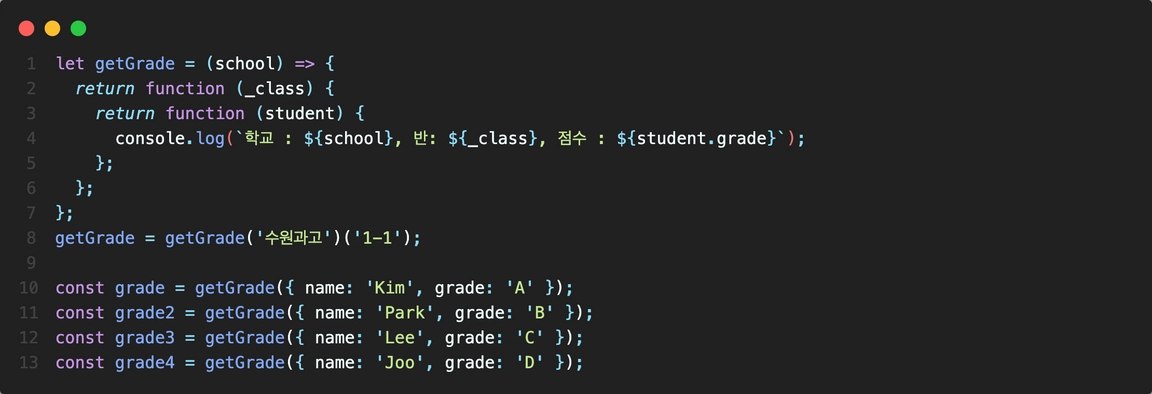 1 let getGrade = (school) => {
2 return function (_class) {
3 return function (student) {
4 console.log(`학교 : ${school}, 반: ${_class}, 점수 : ${student.grade}`);
5 };
6 };
7 };
8 getGrade = getGrade('수원과고')('1-1');
9
10 const grade = getGrade({ name: 'Kim', grade: 'A' });
11 const grade2 = getGrade({ name: 'Park', grade: 'B' });
12 const grade3 = getGrade({ name: 'Lee', grade: 'C' });
13 const grade4 = getGrade({ name: 'Joo', grade: 'D' });